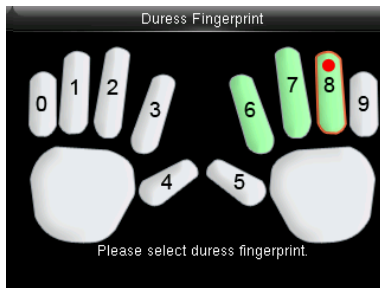 Duress Fingerprint
0 1 2 3 4 5 6 7 8 9
Please select duress fingerprint.